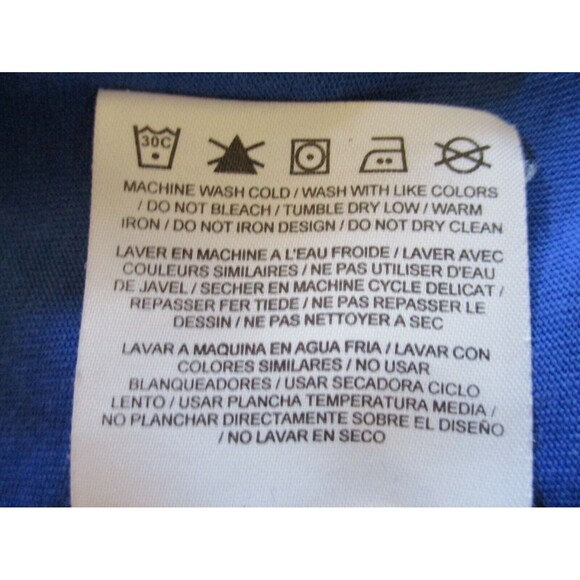 30C
MACHINE WASH COLD / WASH WITH LIKE COLORS
/ DO NOT BLEACH / TUMBLE DRY LOW / WARM
IRON / DO NOT IRON DESIGN / DO NOT DRY CLEAN
LAVER EN MACHINE A L'EAU FROIDE / LAVER AVEC
COULEURS SIMILAIRES / NE PAS UTILISER D'EAU
DE JAVEL / SECHER EN MACHINE CYCLE DELICAT /
REPASSER FER TIEDE / NE PAS REPASSER LE
DESSIN / NE PAS NETTOYER A SEC
LAVAR A MAQUINA EN AGUA FRIA / LAVAR CON
COLORES SIMILARES / NO USAR
BLANQUEADORES / USAR SECADORA CICLO
LENTO / USAR PLANCHA TEMPERATURA MEDIA /
NO PLANCHAR DIRECTAMENTE SOBRE EL DISEÑO
/ NO LAVAR EN SECO